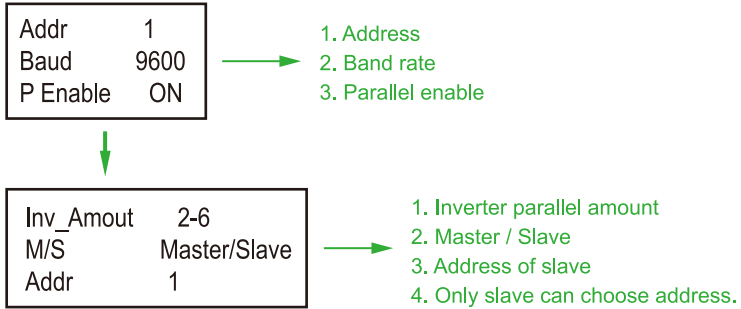 Addr 1
Baud 9600
P Enable ON
1. Address
2. Band rate
3. Parallel enable
Inv_Amout 2-6
M/S Master/Slave
Addr 1
1. Inverter parallel amount
2. Master / Slave
3. Address of slave
4. Only slave can choose address.